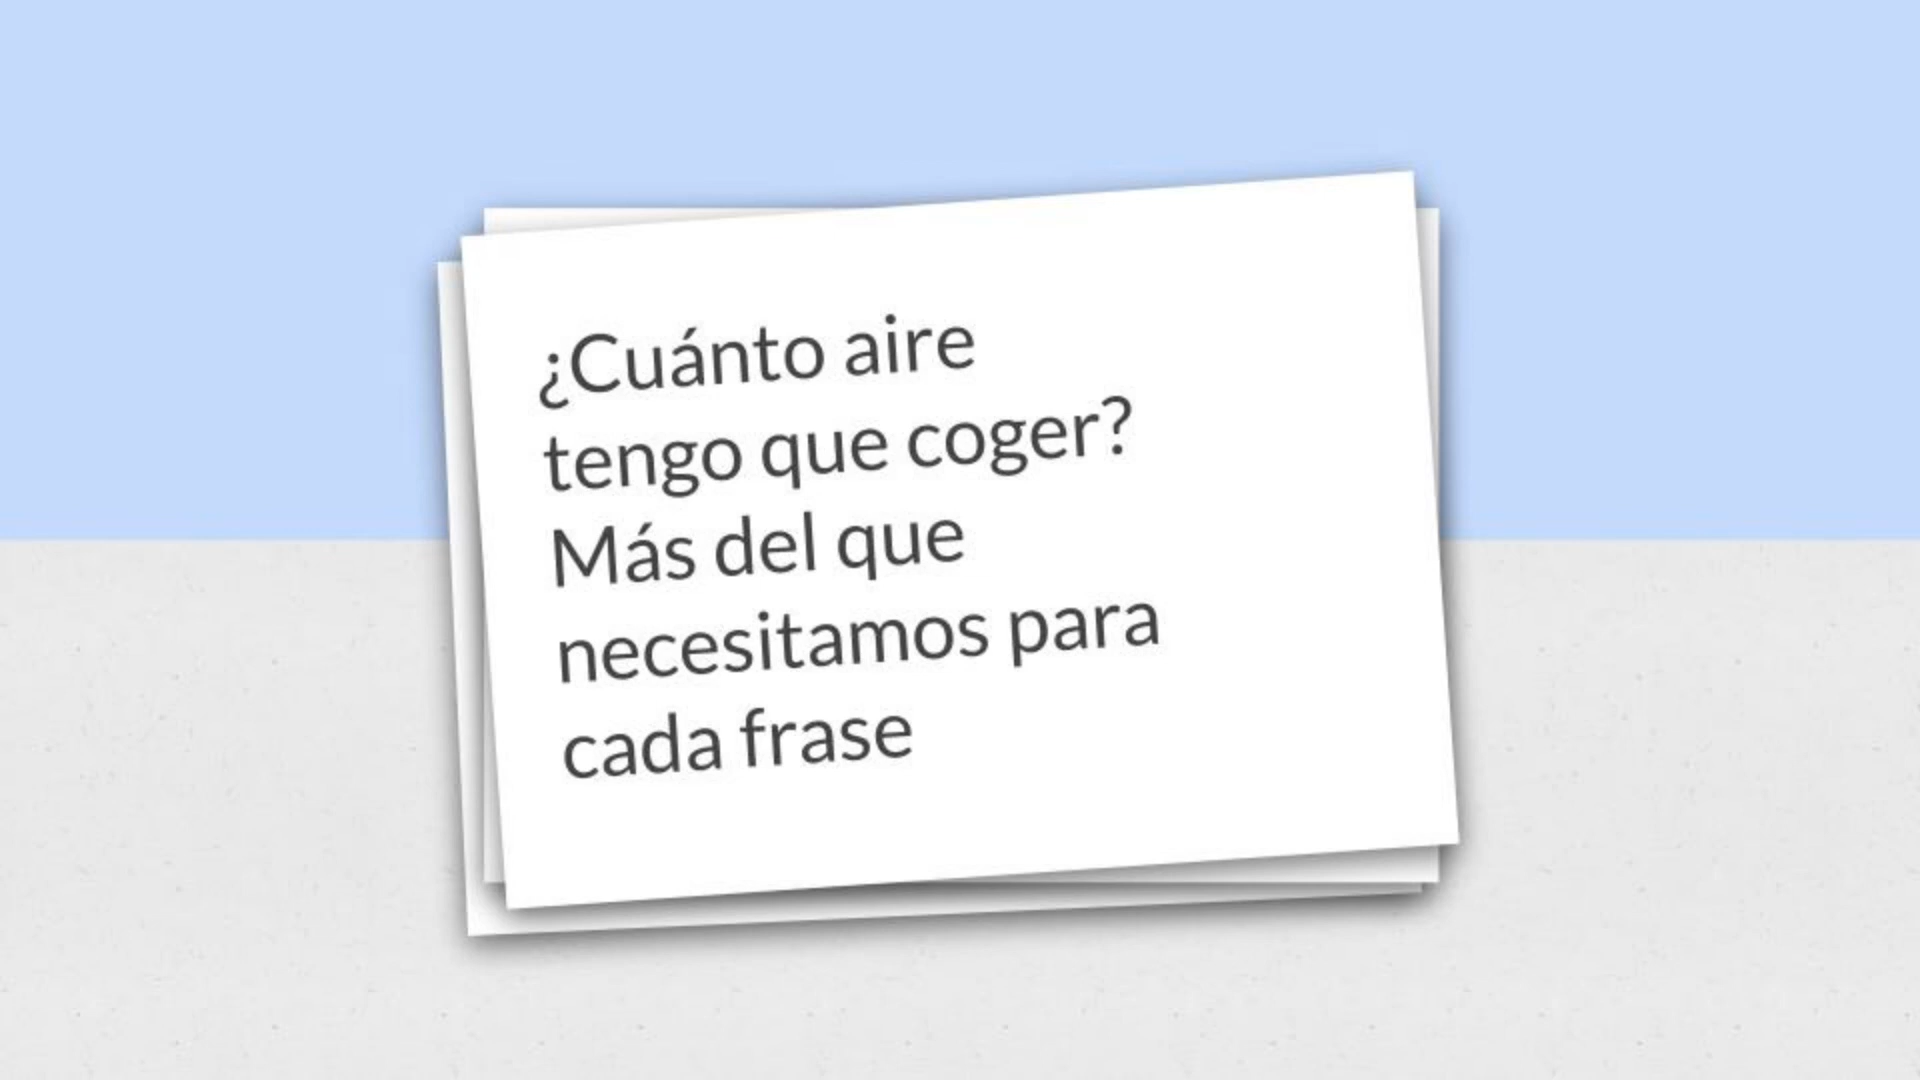 ¿Cuánto aire
tengo que coger?
Más del que
necesitamos para
cada frase